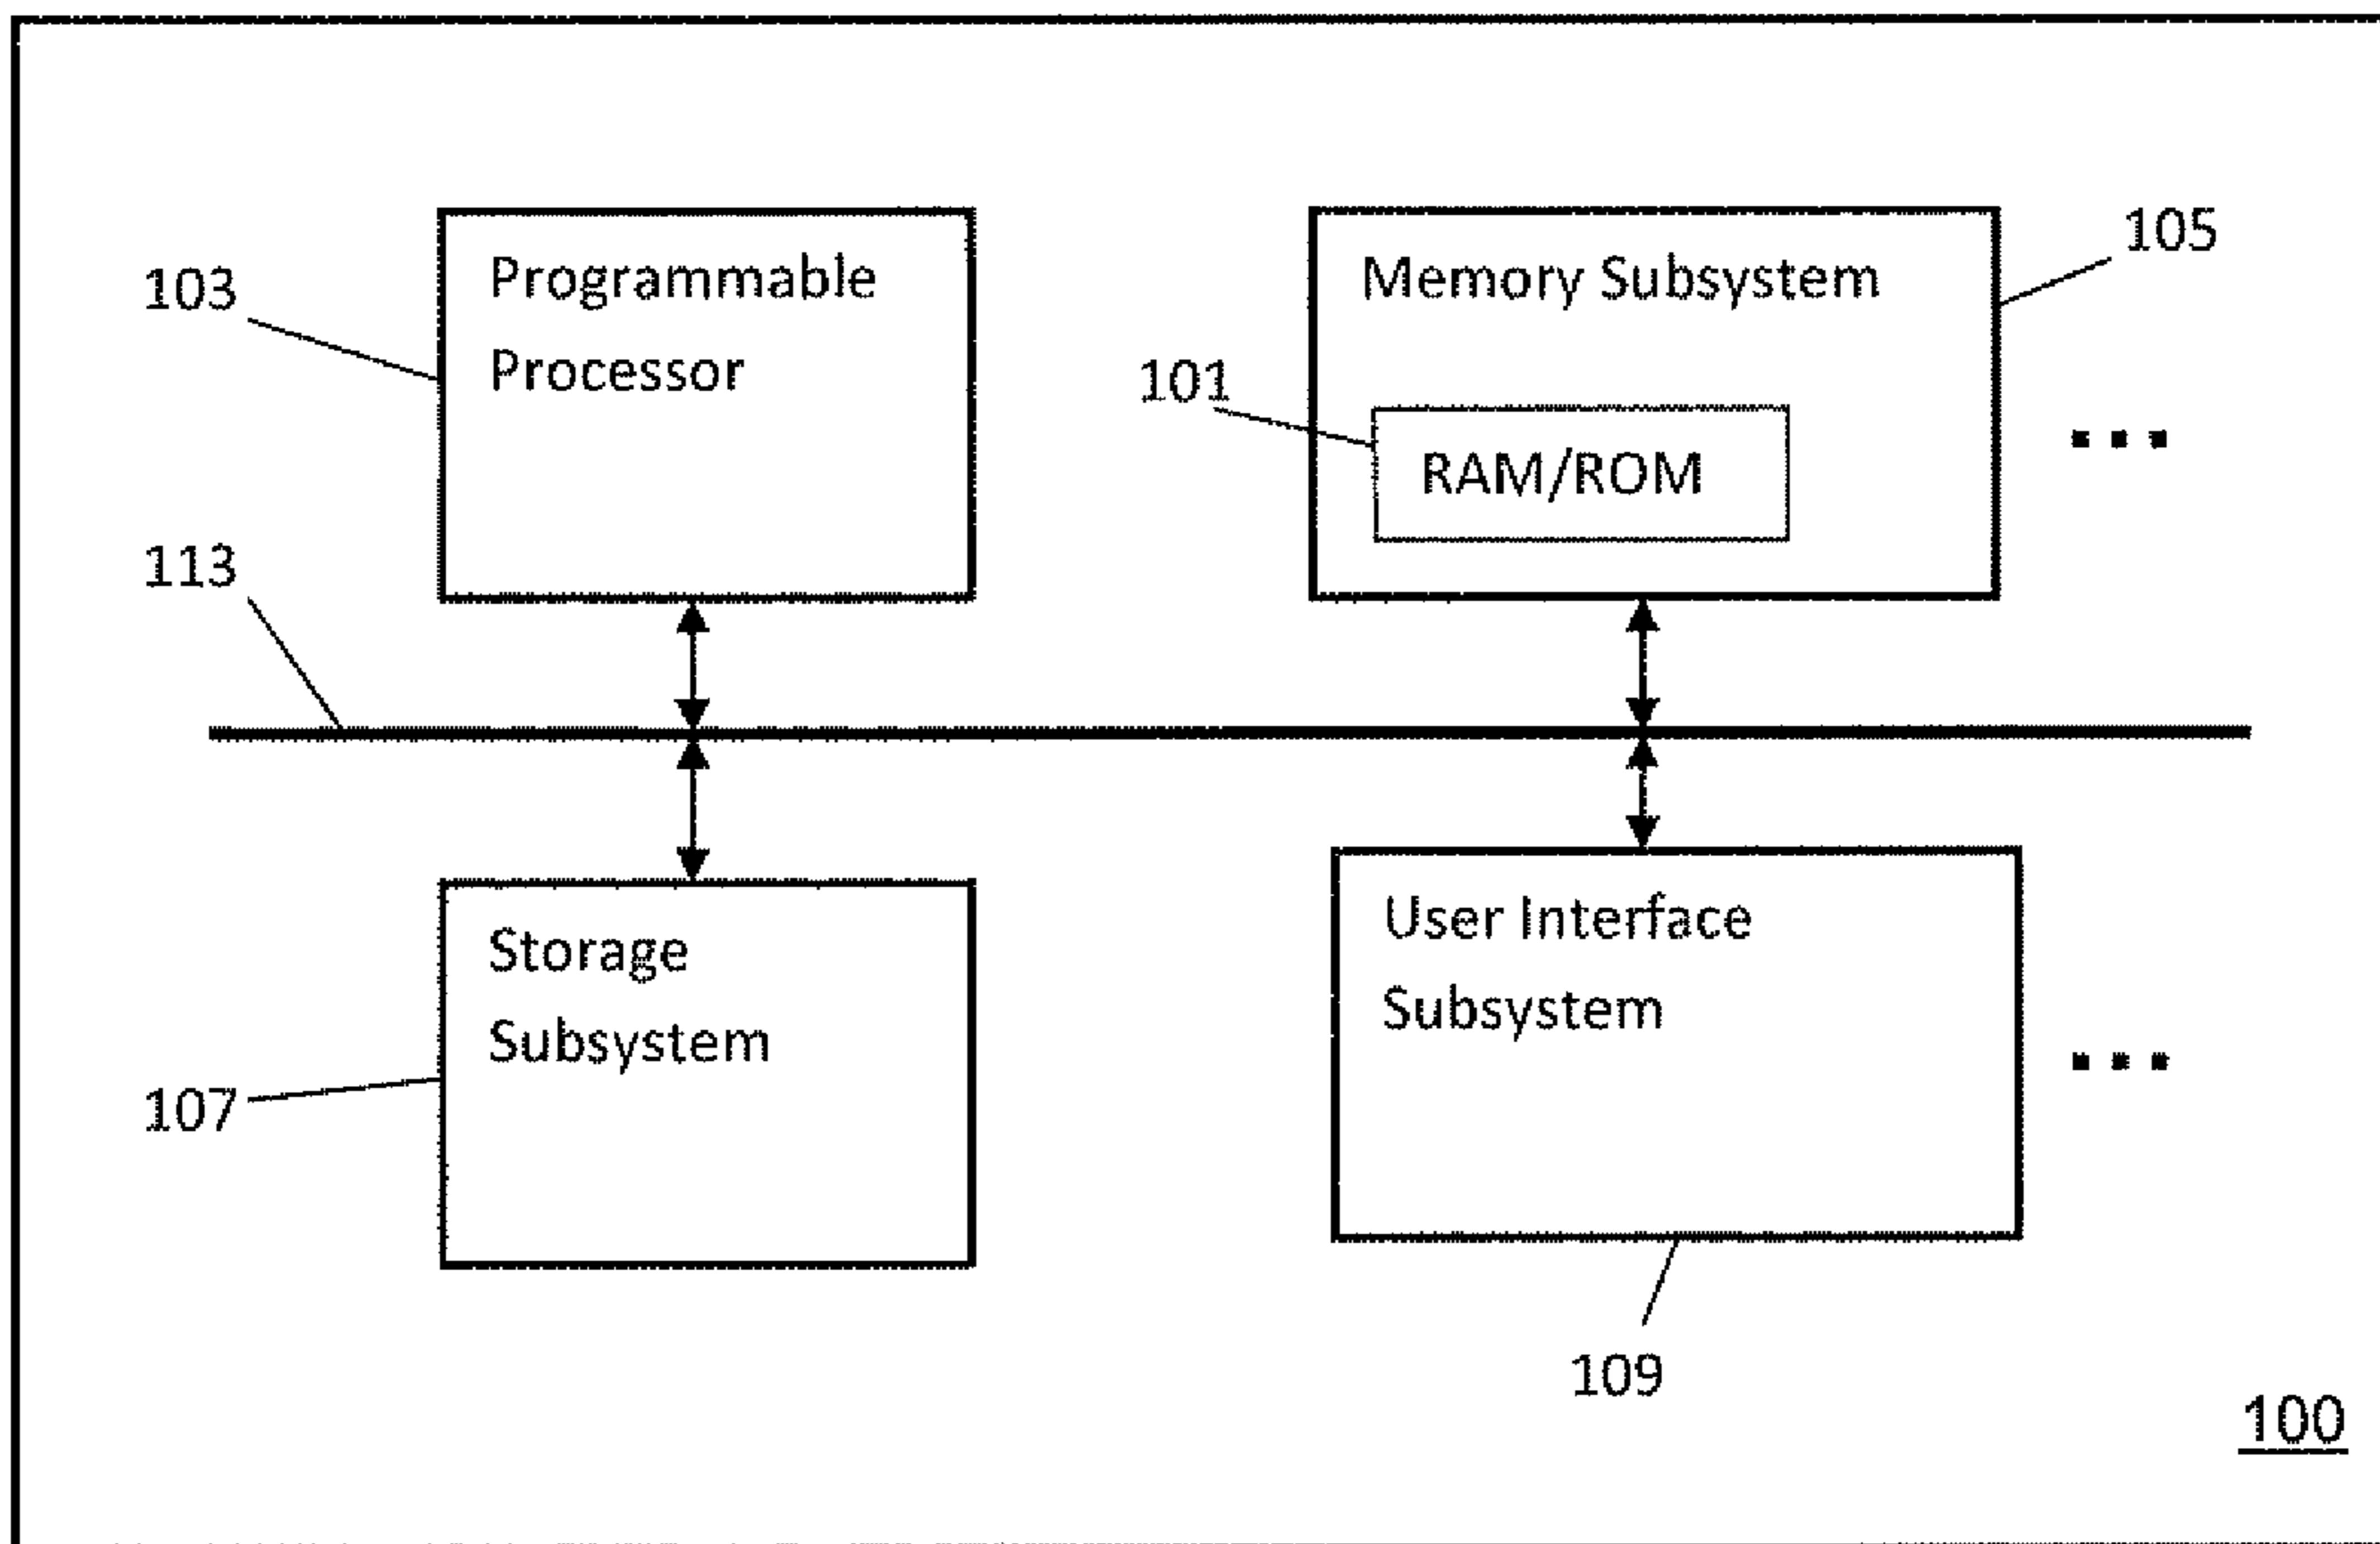 Programmable
Processor
103
Memory Subsystem
105
101
RAM/ROM
...
113
Storage
Subsystem
107
User Interface
Subsystem
...
109
100